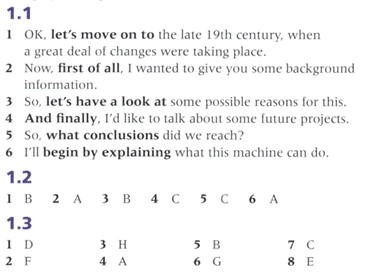 1.1
1 OK, let's move on to the late 19th century, when
a great deal of changes were taking place.
2 Now, first of all, I wanted to give you some background
information.
3 So, let's have a look at some possible reasons for this.
4 And finally, I'd like to talk about some future projects.
5 So, what conclusions did we reach?
6 I'll begin by explaining what this machine can do.
1.2
1 B 2 A 3 B 4 C 5 C 6 A
1.3
1 D 3 H 5 B 7 C
2 F 4 A 6 G 8 E